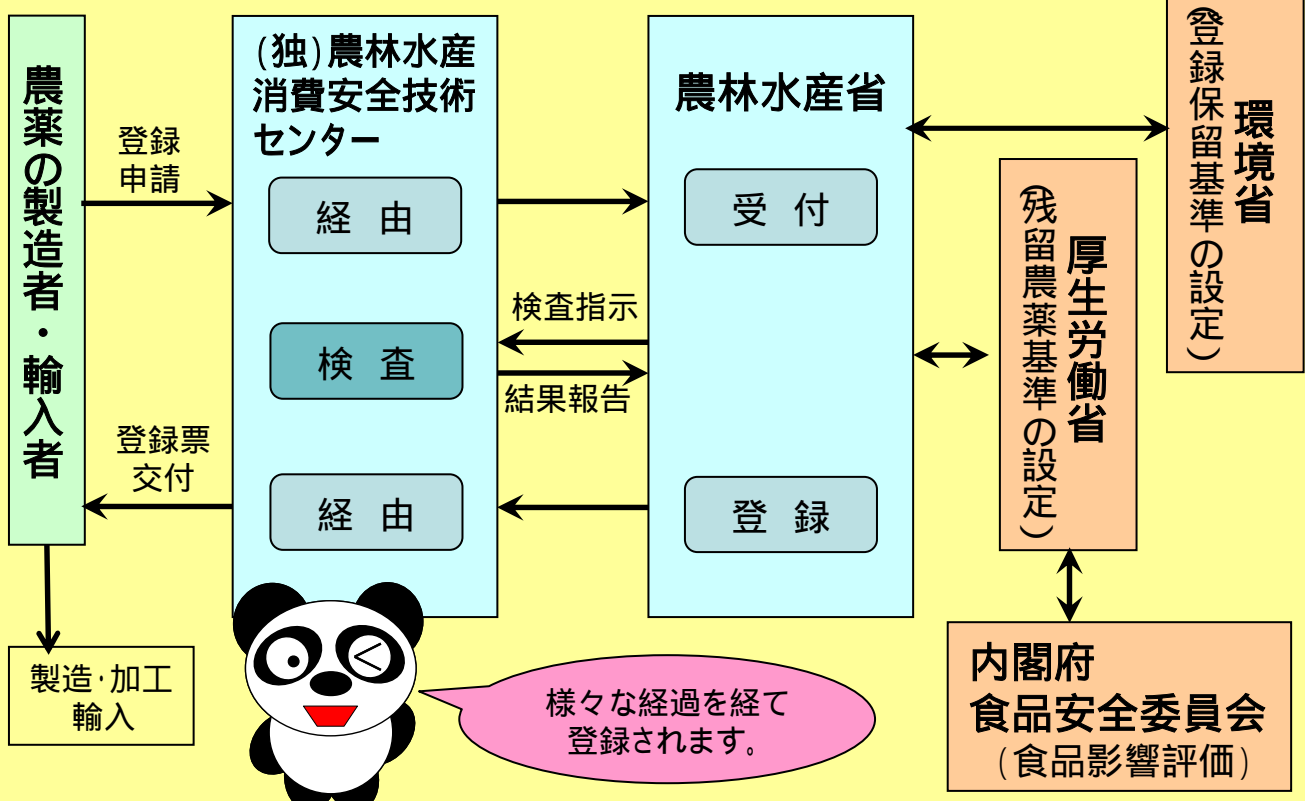 農薬の製造者・輸入者
登録
申請
登録票
交付
製造・加工
輸入
(独)農林水産
消費安全技術
センター
経 由
検 査
経 由
検査指示
結果報告
農林水産省
受 付
登 録
環境省
(登録保留基準の設定)
厚生労働省
(残留農薬基準の設定)
内閣府
食品安全委員会
(食品影響評価)
様々な経過を経て
登録されます。